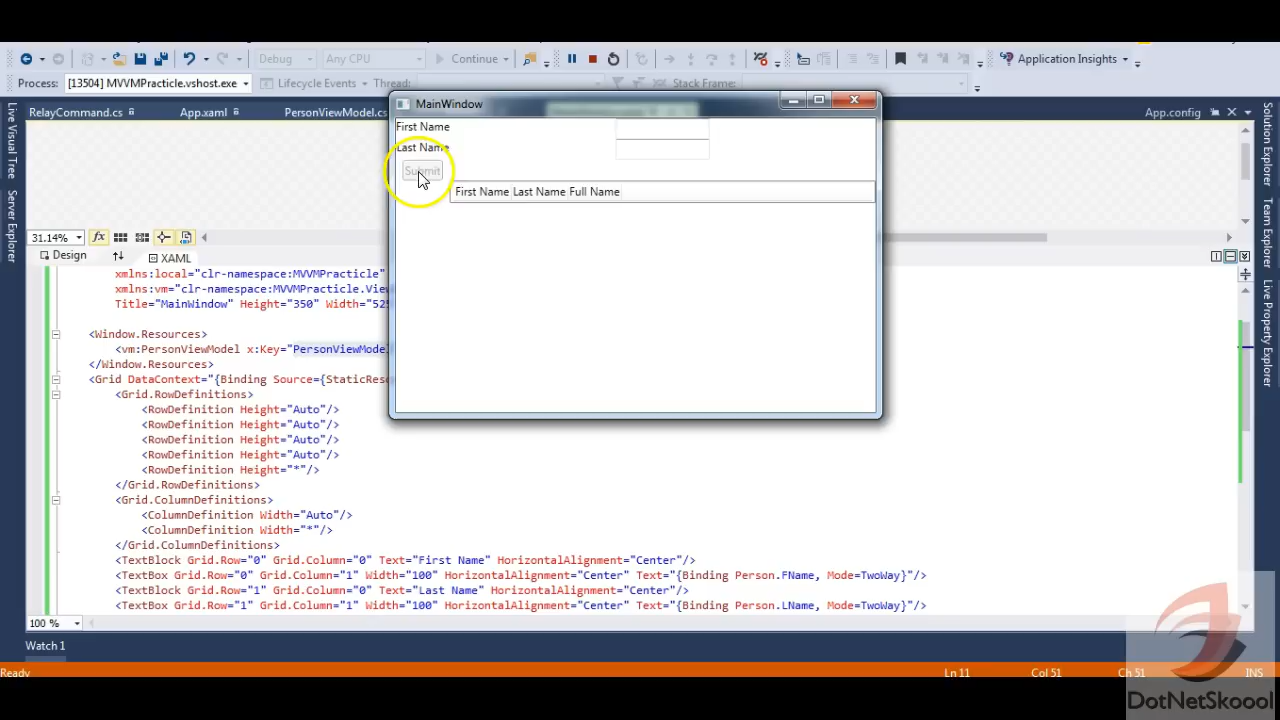 Debug Any CPU Continue Application Insights
Process: [13504] MVVMPracticle.vshost.exe Lifecycle Events Thread: Stack Frame:
RelayCommand.cs App.xaml PersonViewModel.cs App.config
Live Visual Tree
Server Explorer
MainWindow
First Name
Last Name
Submit
First Name Last Name Full Name
31.14%
Design XAML
xmlns:local="clr-namespace:MVVMPracticle"
xmlns:vm="clr-namespace:MVVMPracticle.View
Title="MainWindow" Height="350" Width="525
<Window.Resources>
<vm:PersonViewModel x:Key="PersonViewModel
</Window.Resources>
<Grid DataContext="{Binding Source={StaticReso
<Grid.RowDefinitions>
<RowDefinition Height="Auto"/>
<RowDefinition Height="Auto"/>
<RowDefinition Height="Auto"/>
<RowDefinition Height="Auto"/>
<RowDefinition Height="*"/>
</Grid.RowDefinitions>
<Grid.ColumnDefinitions>
<ColumnDefinition Width="Auto"/>
<ColumnDefinition Width="*"/>
</Grid.ColumnDefinitions>
<TextBlock Grid.Row="0" Grid.Column="0" Text="First Name" HorizontalAlignment="Center"/>
<TextBox Grid.Row="0" Grid.Column="1" Width="100" HorizontalAlignment="Center" Text="{Binding Person.FName, Mode=TwoWay}"/>
<TextBlock Grid.Row="1" Grid.Column="0" Text="Last Name" HorizontalAlignment="Center"/>
<TextBox Grid.Row="1" Grid.Column="1" Width="100" HorizontalAlignment="Center" Text="{Binding Person.LName, Mode=TwoWay}"/>
Solution Explorer
Team Explorer
Live Property Explorer
100 %
Watch 1
Ready Ln 11 Col 51 Ch 51 INS
DotNetSkoool